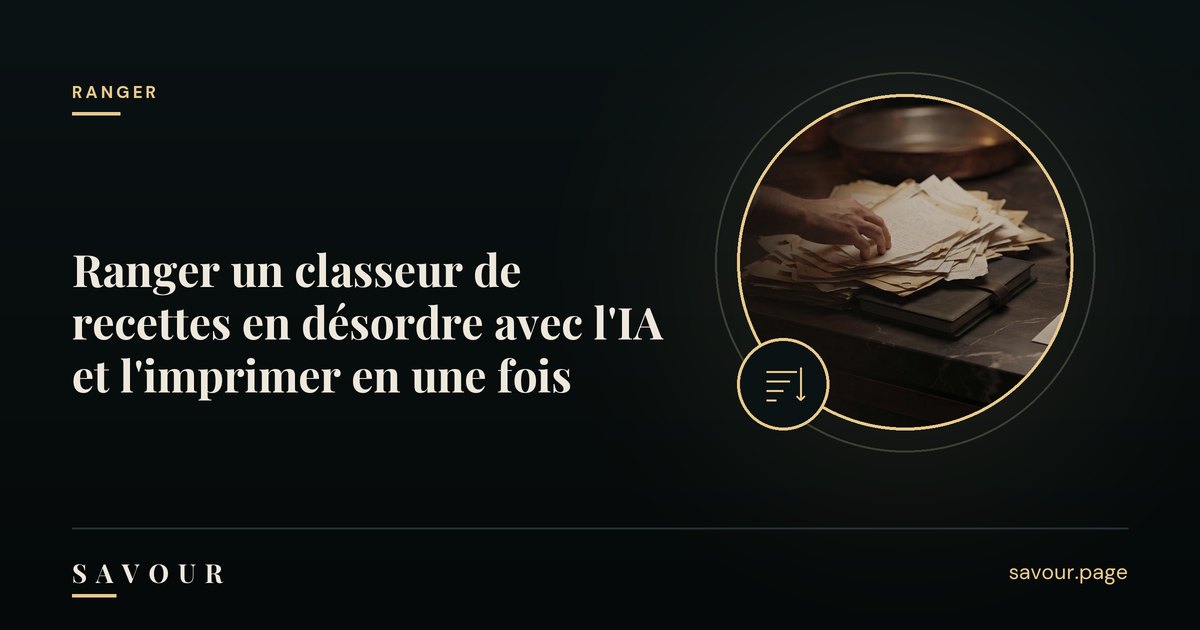 RANGER
Ranger un classeur de
recettes en désordre avec l'IA
et l'imprimer en une fois
SAVOUR
savour.page